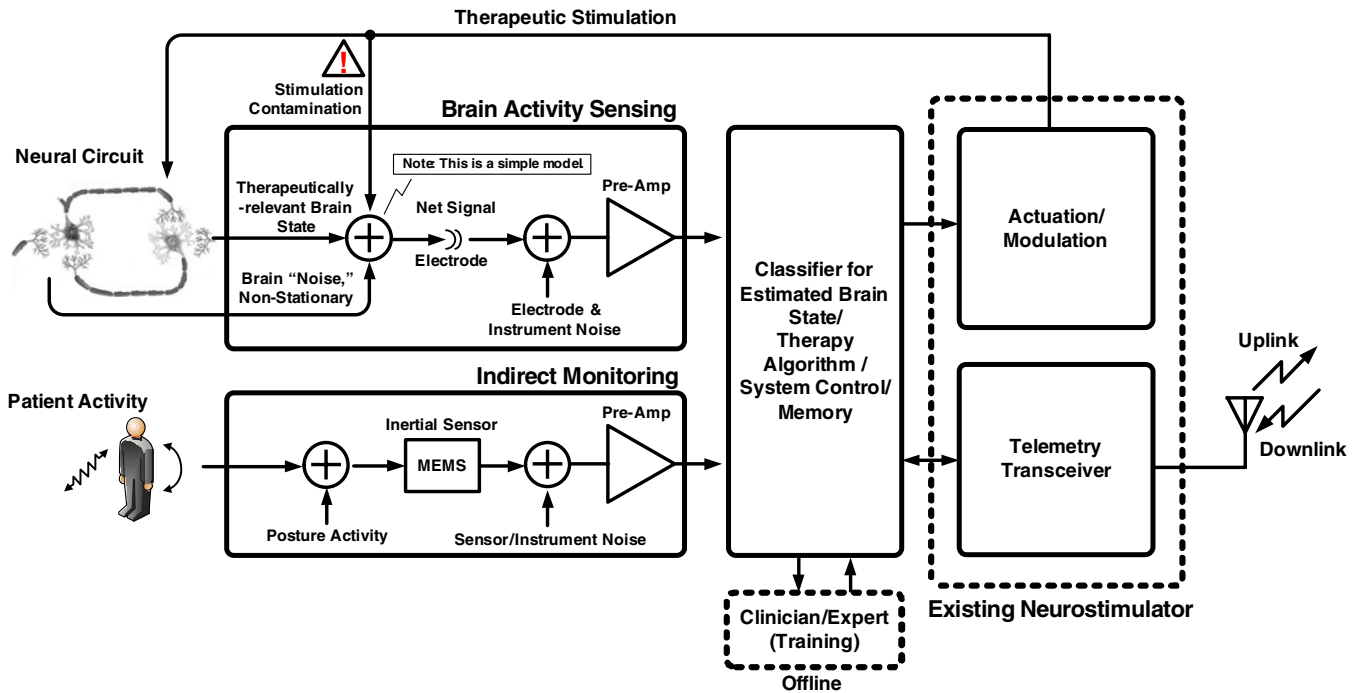 Therapeutic Stimulation
!
Stimulation
Contamination
Brain Activity Sensing
Neural Circuit
Note: This is a simple model.
Therapeutically
-relevant Brain
State
Net Signal
Electrode
Pre-Amp
Brain “Noise,”
Non-Stationary
Electrode &
Instrument Noise
Indirect Monitoring
Patient Activity
Inertial Sensor
MEMS
Pre-Amp
Posture Activity
Sensor/Instrument Noise
Classifier for
Estimated Brain
State/
Therapy
Algorithm /
System Control/
Memory
Clinician/Expert
(Training)
Offline
Actuation/
Modulation
Telemetry
Transceiver
Existing Neurostimulator
Uplink
Downlink